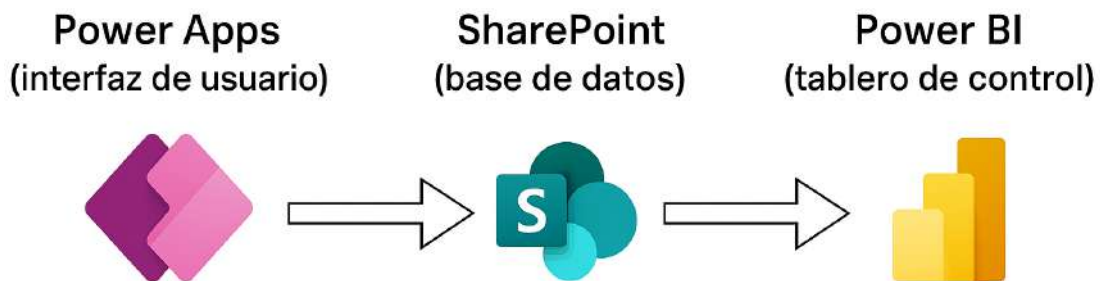 Power Apps
(interfaz de usuario)
SharePoint
(base de datos)
Power BI
(tablero de control)
S